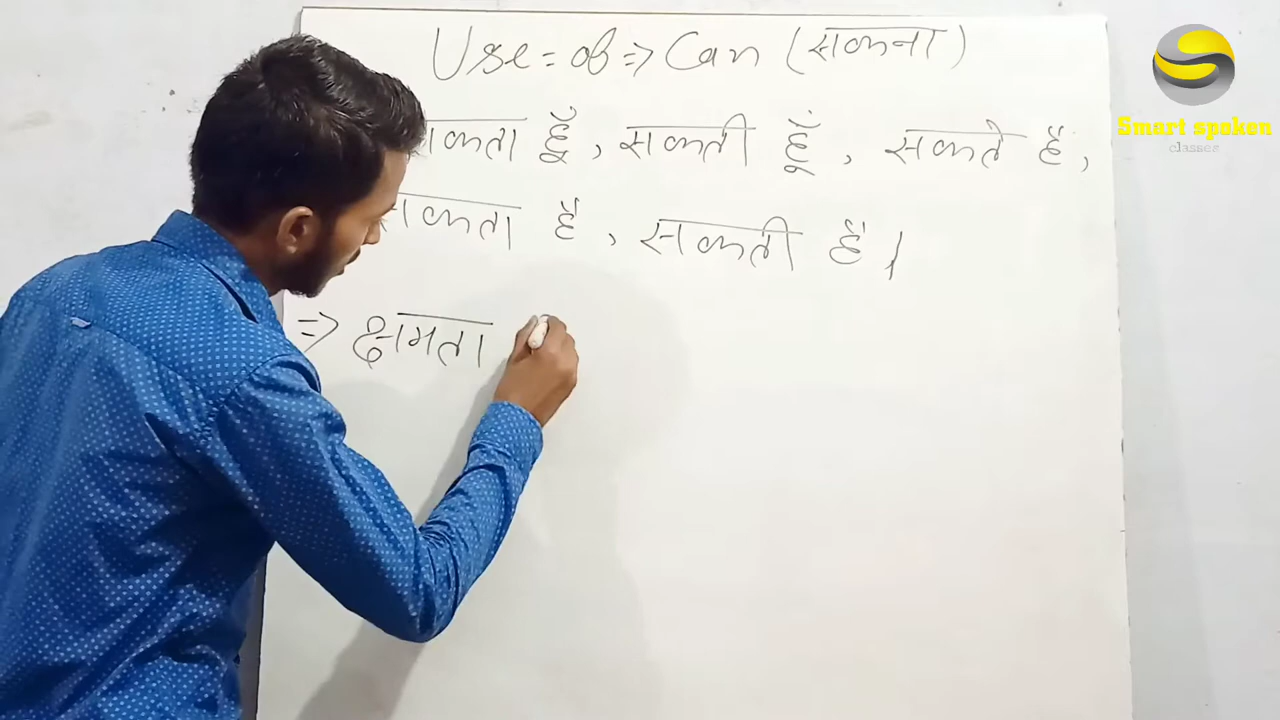 Use = of => Can (सकना)
सकता हूँ, सकती हूँ, सकते हैं,
सकता है, सकती है।
=> क्षमता
Smart spoken
classes